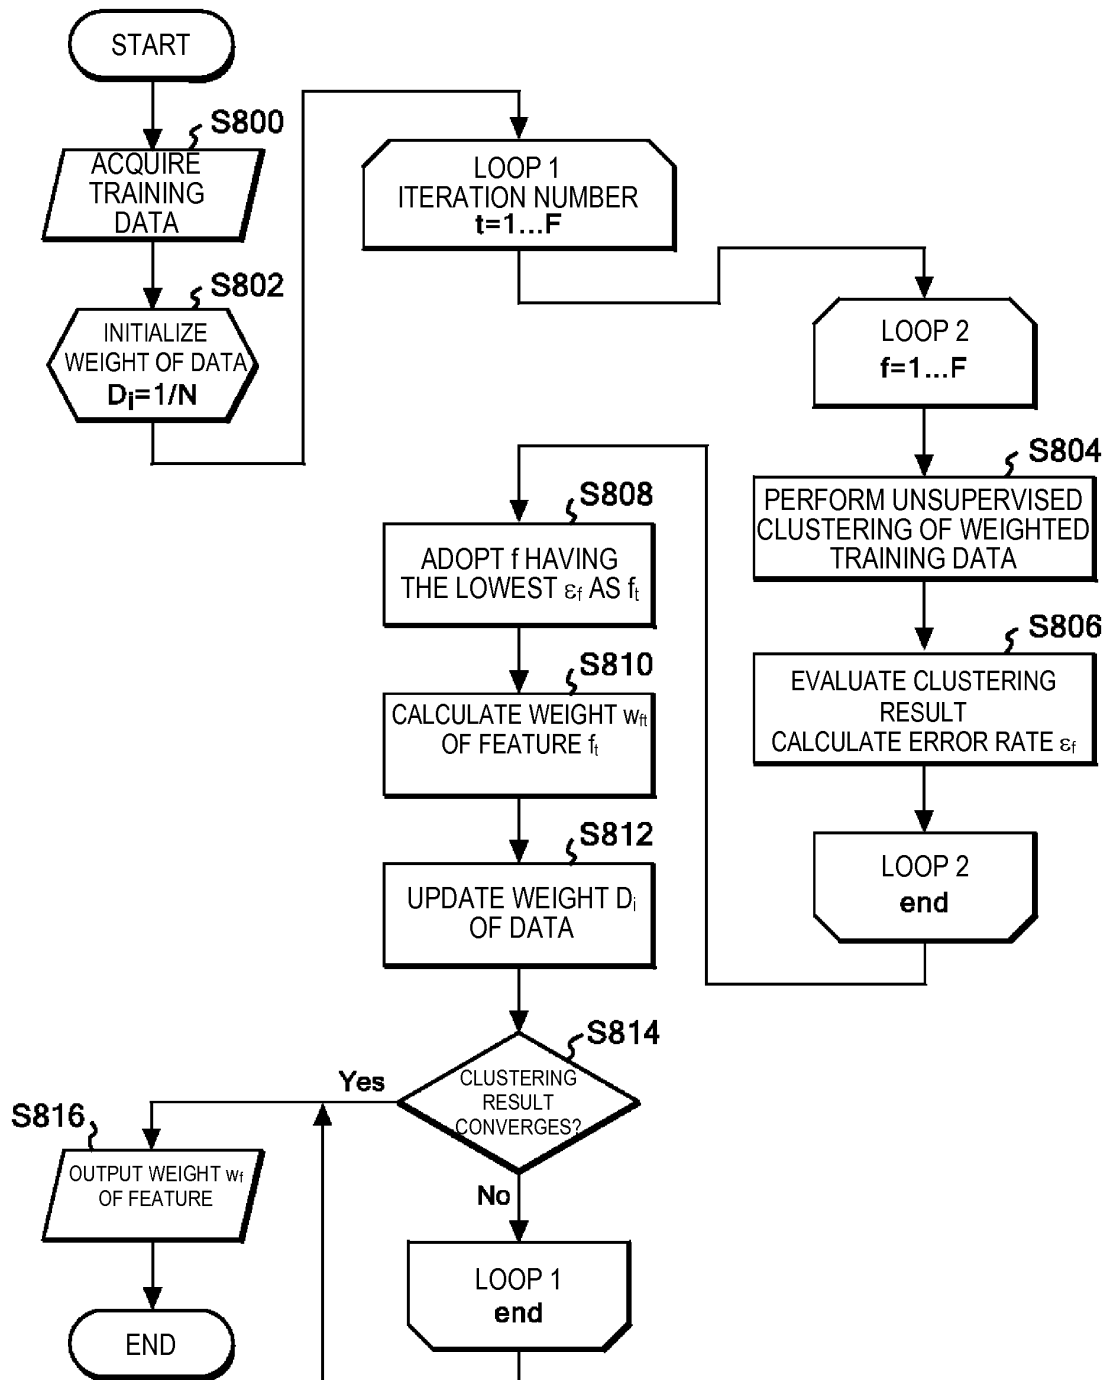 START
S800
ACQUIRE
TRAINING
DATA
S802
INITIALIZE
WEIGHT OF DATA
Di=1/N
LOOP 1
ITERATION NUMBER
t=1...F
LOOP 2
f=1...F
S804
PERFORM UNSUPERVISED
CLUSTERING OF WEIGHTED
TRAINING DATA
S806
EVALUATE CLUSTERING
RESULT
CALCULATE ERROR RATE εf
LOOP 2
end
S808
ADOPT f HAVING
THE LOWEST εf AS ft
S810
CALCULATE WEIGHT wft
OF FEATURE ft
S812
UPDATE WEIGHT Di
OF DATA
S814
CLUSTERING
RESULT
CONVERGES?
Yes
No
S816
OUTPUT WEIGHT wf
OF FEATURE
LOOP 1
end
END